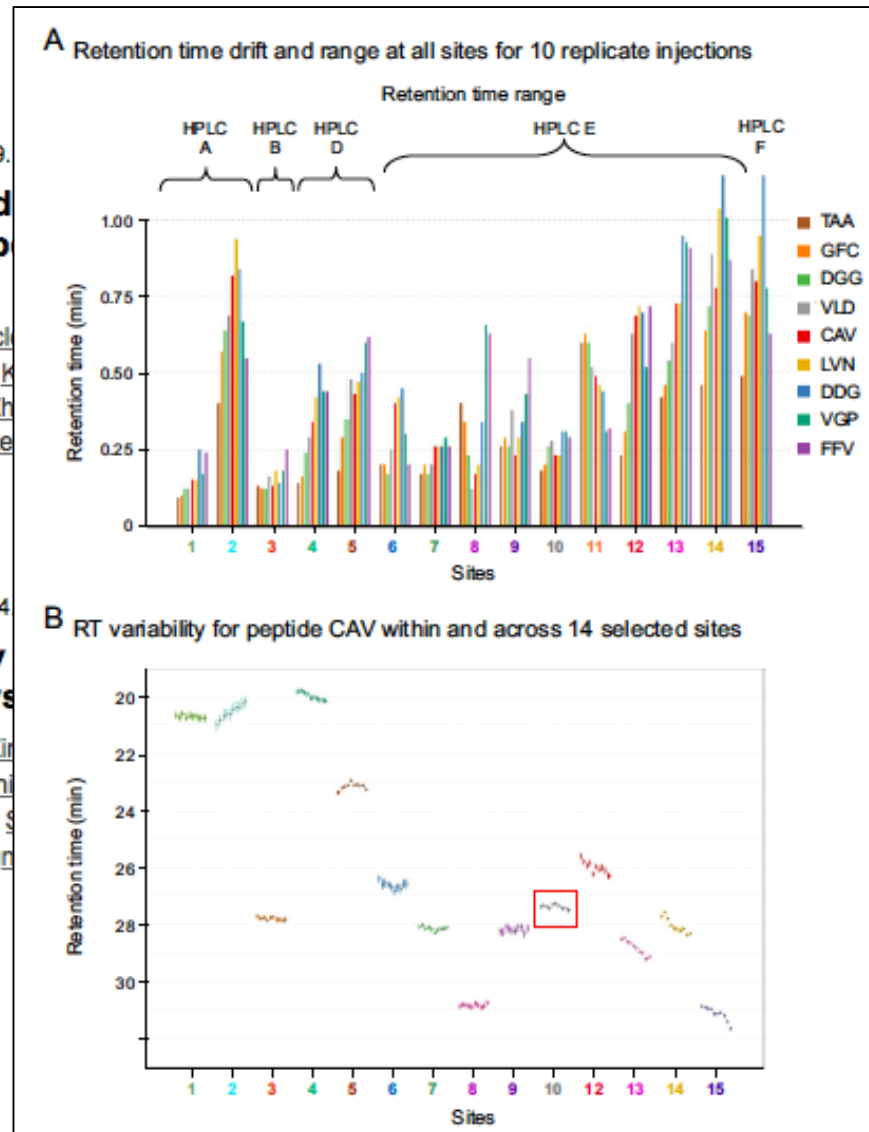 A Retention time drift and range at all sites for 10 replicate injections
Retention time range
HPLC A
HPLC B
HPLC D
HPLC E
HPLC F
Retention time (min)
1.00
0.75
0.50
0.25
0
1 2 3 4 5 6 7 8 9 10 11 12 13 14 15
Sites
TAA
GFC
DGG
VLD
CAV
LVN
DDG
VGP
FFV
B RT variability for peptide CAV within and across 14 selected sites
Retention time (min)
20
22
24
26
28
30
1 2 3 4 5 6 7 8 9 10 12 13 14 15
Sites